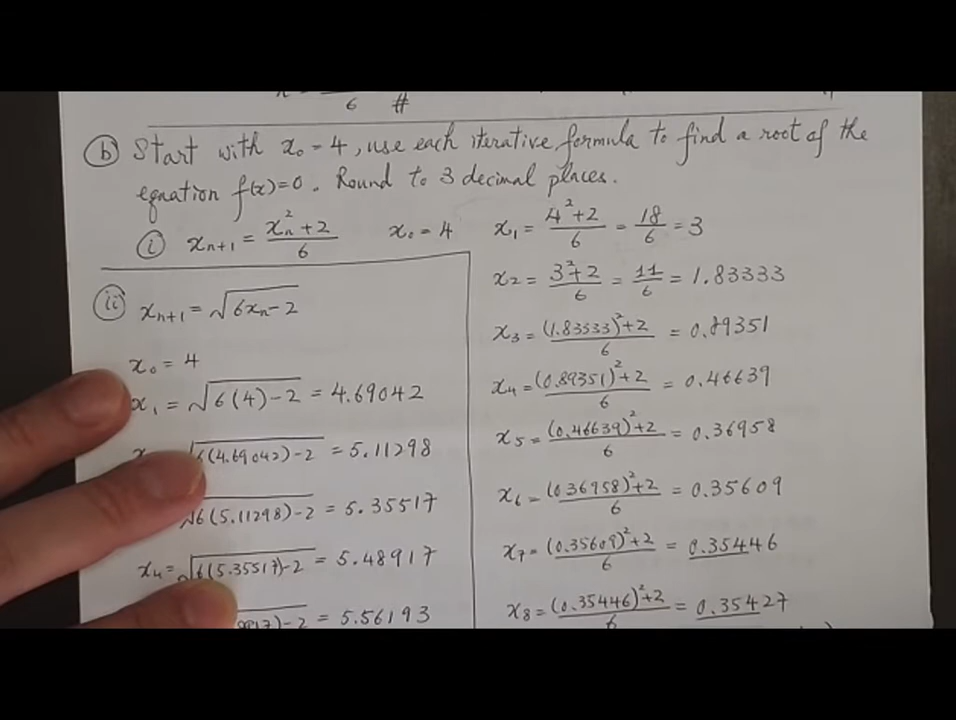 6 #
(b) Start with x₀ = 4, use each iterative formula to find a root of the
equation f(x)=0. Round to 3 decimal places.
(i) xₙ₊₁ = (xₙ² + 2)/6 x₀ = 4
x₁ = (4² + 2)/6 = 18/6 = 3
x₂ = (3² + 2)/6 = 11/6 = 1.83333
x₃ = ((1.83333)² + 2)/6 = 0.89351
x₄ = ((0.89351)² + 2)/6 = 0.46639
x₅ = ((0.46639)² + 2)/6 = 0.36958
x₆ = ((0.36958)² + 2)/6 = 0.35609
x₇ = ((0.35609)² + 2)/6 = 0.35446
x₈ = ((0.35446)² + 2)/6 = 0.35427
(ii) xₙ₊₁ = √(6xₙ - 2)
x₀ = 4
x₁ = √(6(4) - 2) = 4.69042
√(6(4.69042) - 2) = 5.11298
√(6(5.11298) - 2) = 5.35517
x₄ = √(6(5.35517) - 2) = 5.48917
917) - 2) = 5.56193